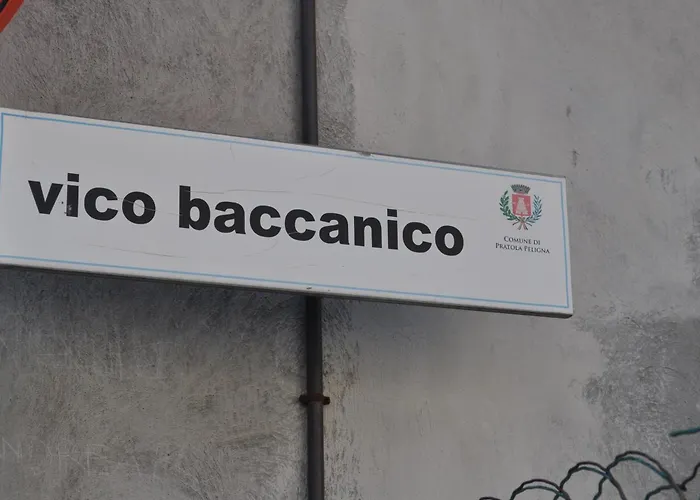 vico baccanico
COMUNE DI
PRATOLA PELIGNA